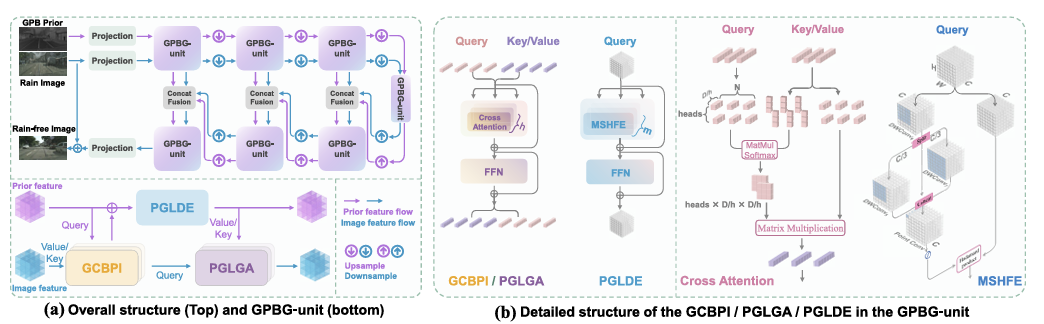 GPB Prior
Projection
GPBG-
unit
GPBG-
unit
GPBG-
unit
Rain Image
Projection
Concat
Fusion
Concat
Fusion
Concat
Fusion
GPBG-unit
Rain-free Image
Projection
GPBG-
unit
GPBG-
unit
GPBG-
unit
Prior feature
PGLDE
Query
Value/
Key
Value/
Key
GCBPI
Query
PGLGA
Image feature
Prior feature flow
Image feature flow
Upsample
Downsample
(a) Overall structure (Top) and GPBG-unit (bottom)
Query
Key/Value
Cross
Attention
h
FFN
GCBPI / PGLGA
Query
MSHFE
m
FFN
PGLDE
Query
Key/Value
N
D/h
heads
MatMul
Softmax
heads × D/h × D/h
Matrix Multiplication
Cross Attention
Query
H
W
C
C
C
Split
C/3
C/3
Concat
C
Point Conv
Hadamard
Product
MSHFE
(b) Detailed structure of the GCBPI / PGLGA / PGLDE in the GPBG-unit